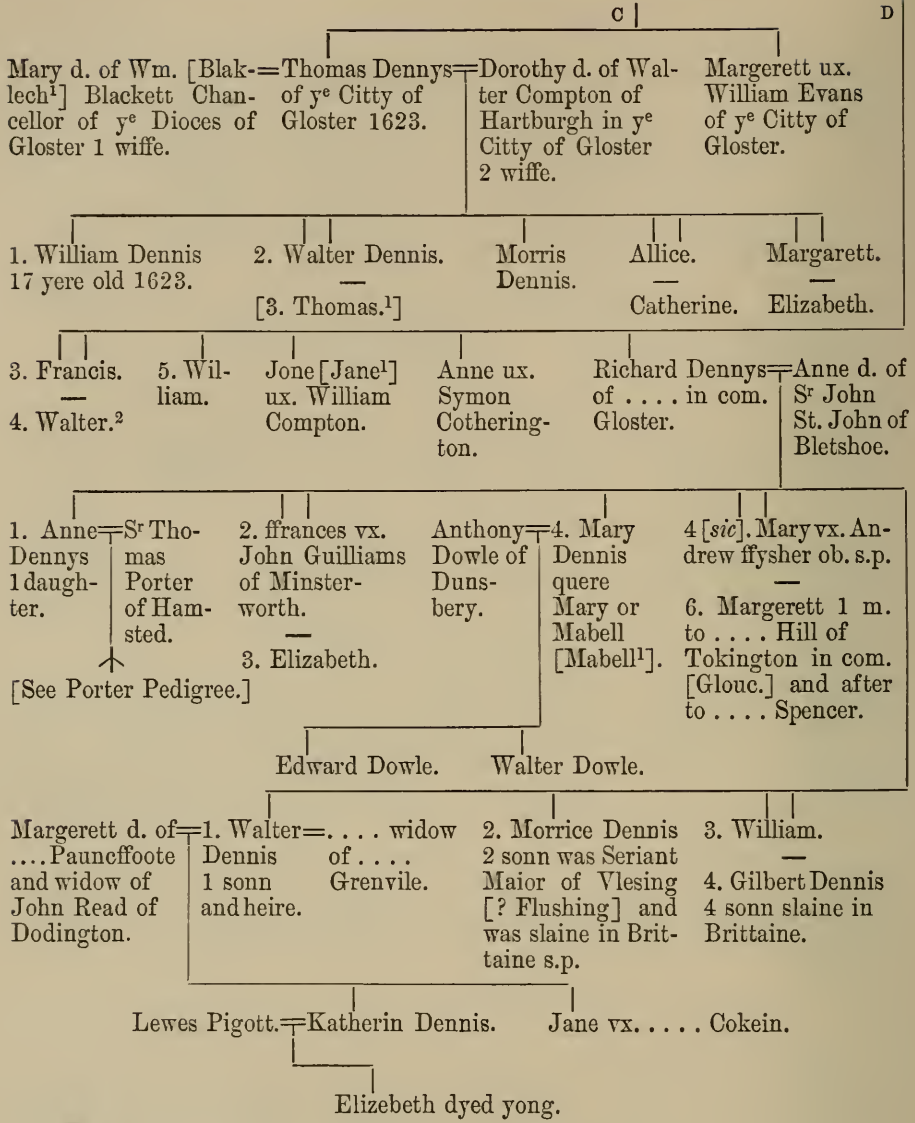 C D
Mary d. of Wm. [Blak-=Thomas Dennys=Dorothy d. of Wal- Margerett ux.
lech¹] Blackett Chan- of yᵉ Citty of ter Compton of William Evans
cellor of yᵉ Dioces of Gloster 1623. Hartburgh in yᵉ of yᵉ Citty of
Gloster 1 wiffe. Citty of Gloster Gloster.
2 wiffe.
1. William Dennis 2. Walter Dennis. Morris Allice. Margarett.
17 yere old 1623. — Dennis. — —
[3. Thomas.¹] Catherine. Elizabeth.
3. Francis. 5. Wil- Jone [Jane¹] Anne ux. Richard Dennys=Anne d. of
— liam. ux. William Symon of . . . . in com. Sʳ John
4. Walter.² Compton. Cothering- Gloster. St. John of
ton. Bletshoe.
1. Anne=Sʳ Tho- 2. ffrances vx. Anthony=4. Mary 4 [sic]. Mary vx. An-
Dennys mas John Guilliams Dowle of Dennis drew ffysher ob. s.p.
1 daugh- Porter of Minster- Duns- quere —
ter. of Ham- worth. bery. Mary or 6. Margerett 1 m.
sted. — Mabell to . . . . Hill of
3. Elizabeth. [Mabell¹]. Tokington in com.
[See Porter Pedigree.] [Glouc.] and after
to . . . . Spencer.
Edward Dowle. Walter Dowle.
Margerett d. of=1. Walter=. . . . widow 2. Morrice Dennis 3. William.
. . . . Pauncffoote Dennis of . . . . 2 sonn was Seriant —
and widow of 1 sonn Grenvile. Maior of Vlesing 4. Gilbert Dennis
John Read of and heire. [? Flushing] and 4 sonn slaine in
Dodington. was slaine in Brit- Brittaine.
taine s.p.
Lewes Pigott.=Katherin Dennis. Jane vx. . . . . Cokein.
Elizebeth dyed yong.